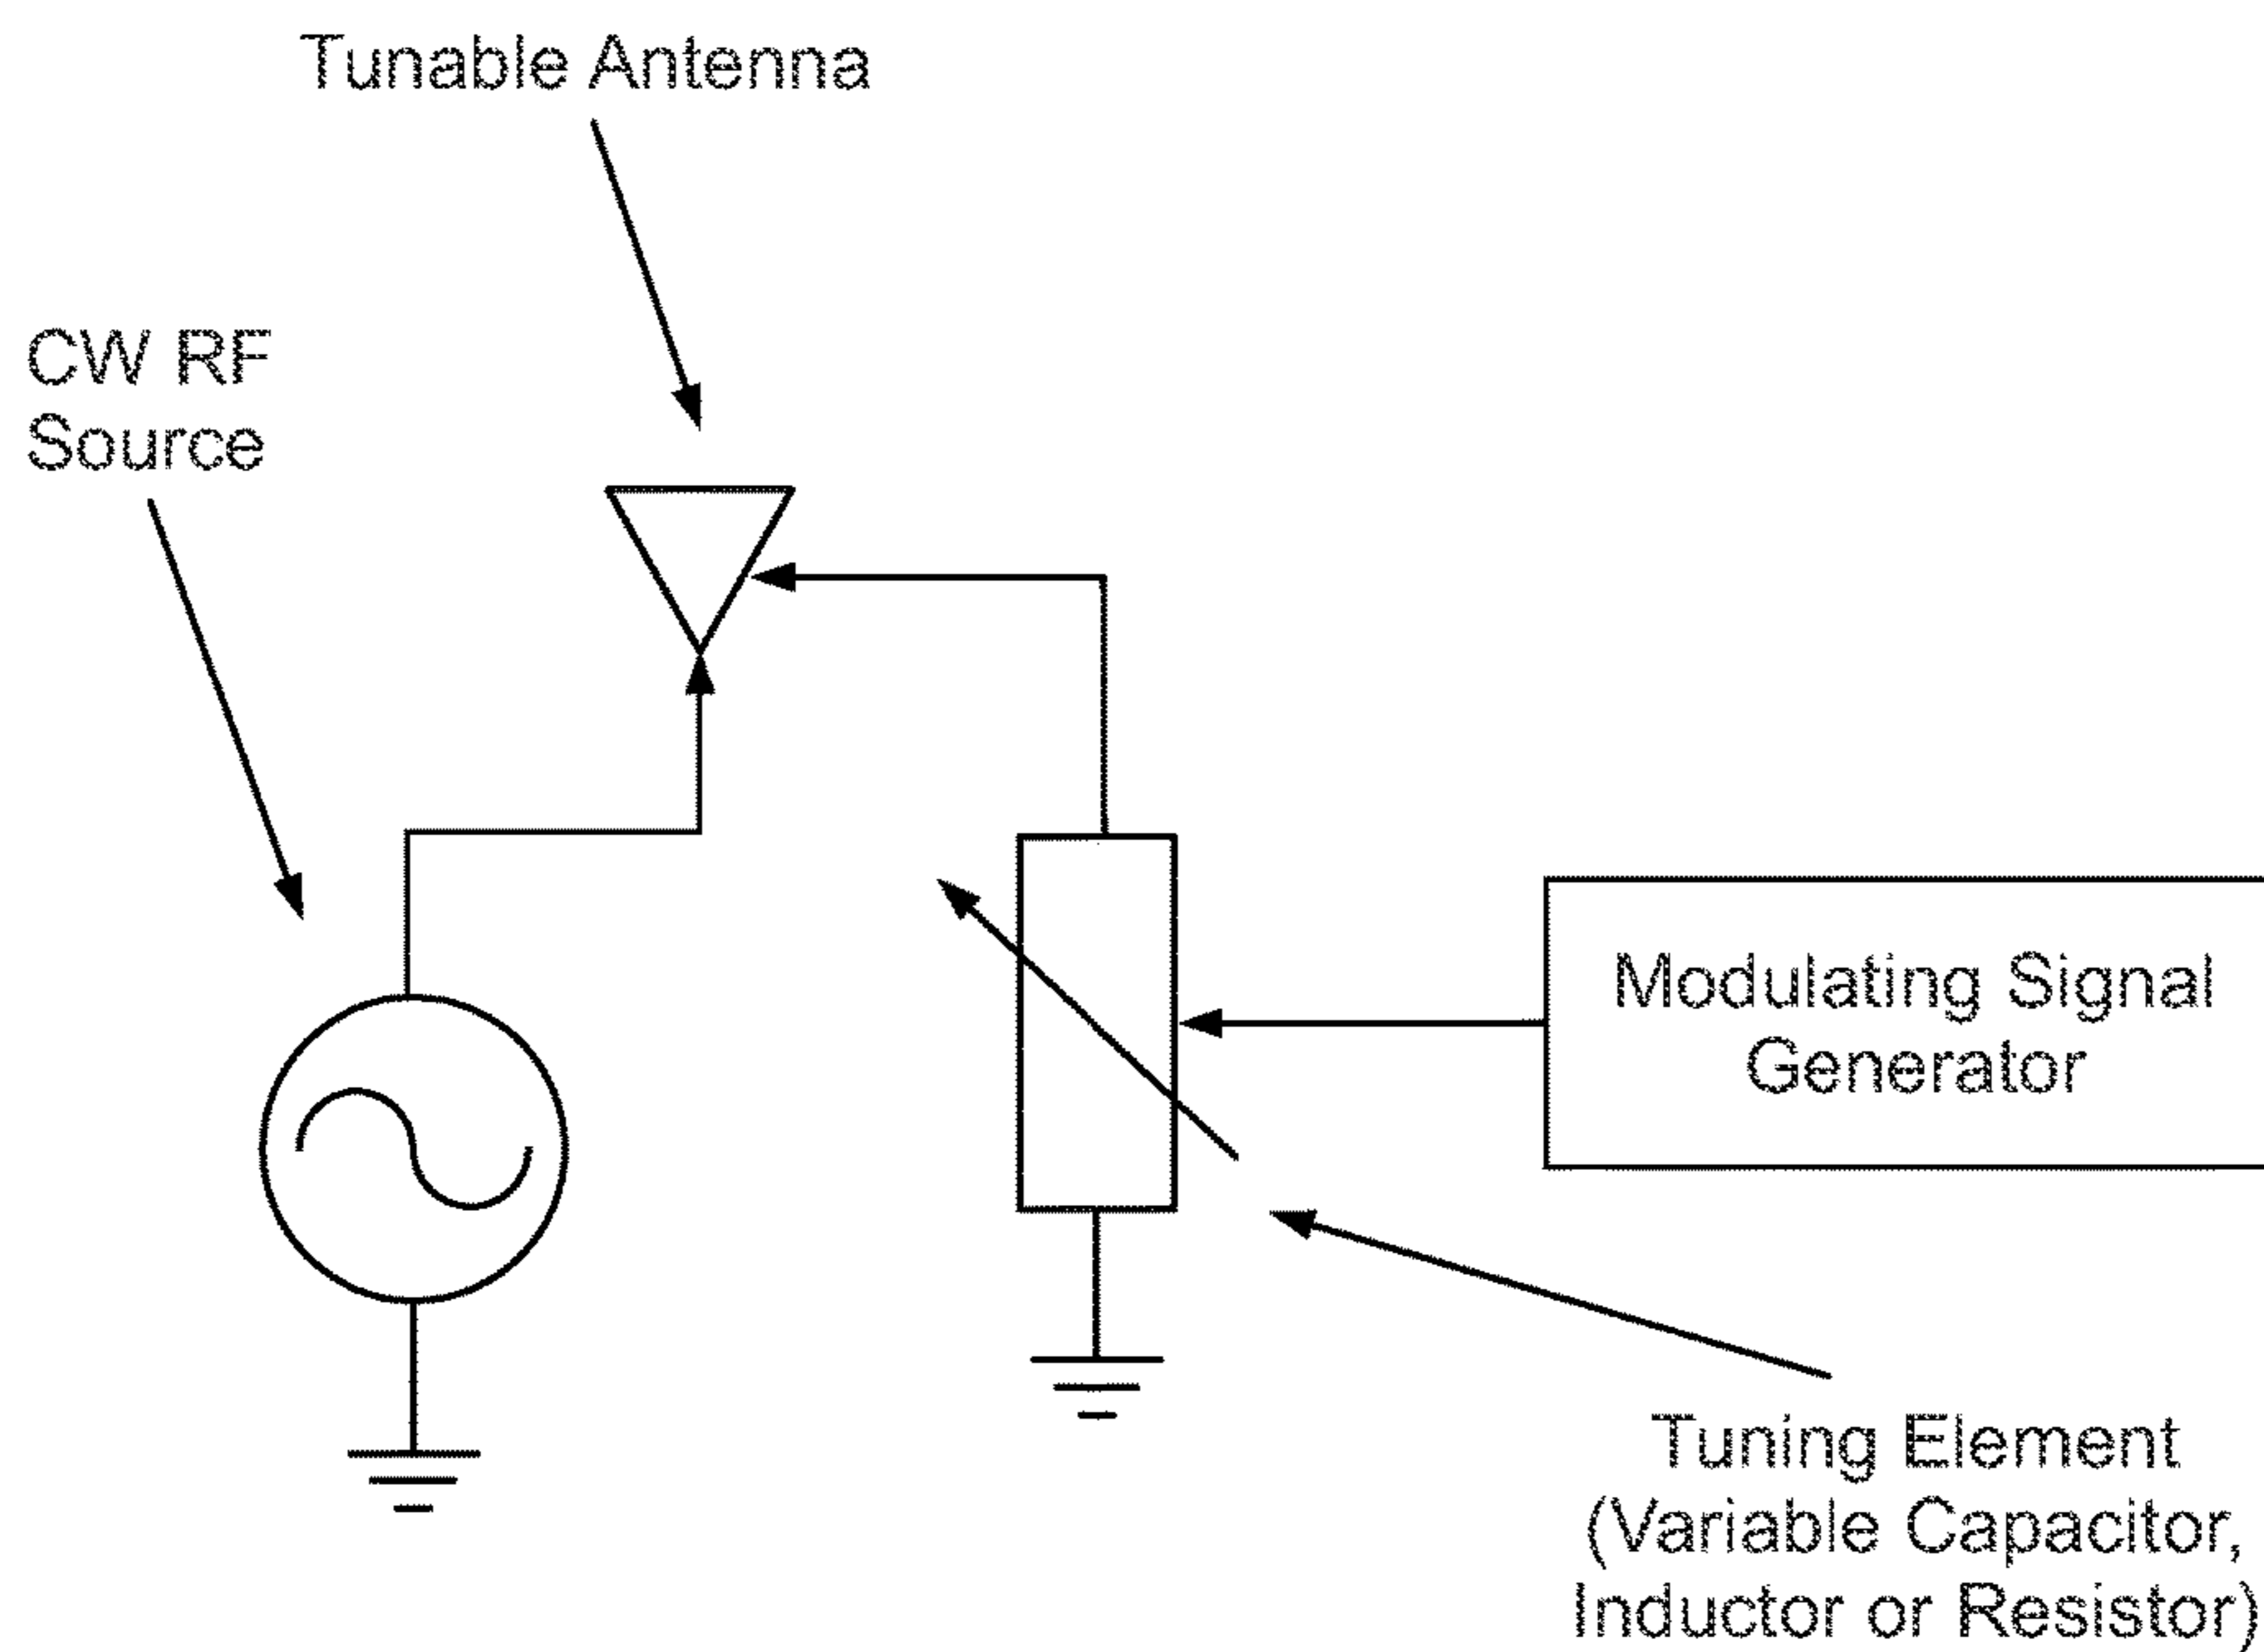 Tunable Antenna
CW RF
Source
Modulating Signal
Generator
Tuning Element
(Variable Capacitor,
Inductor or Resistor)